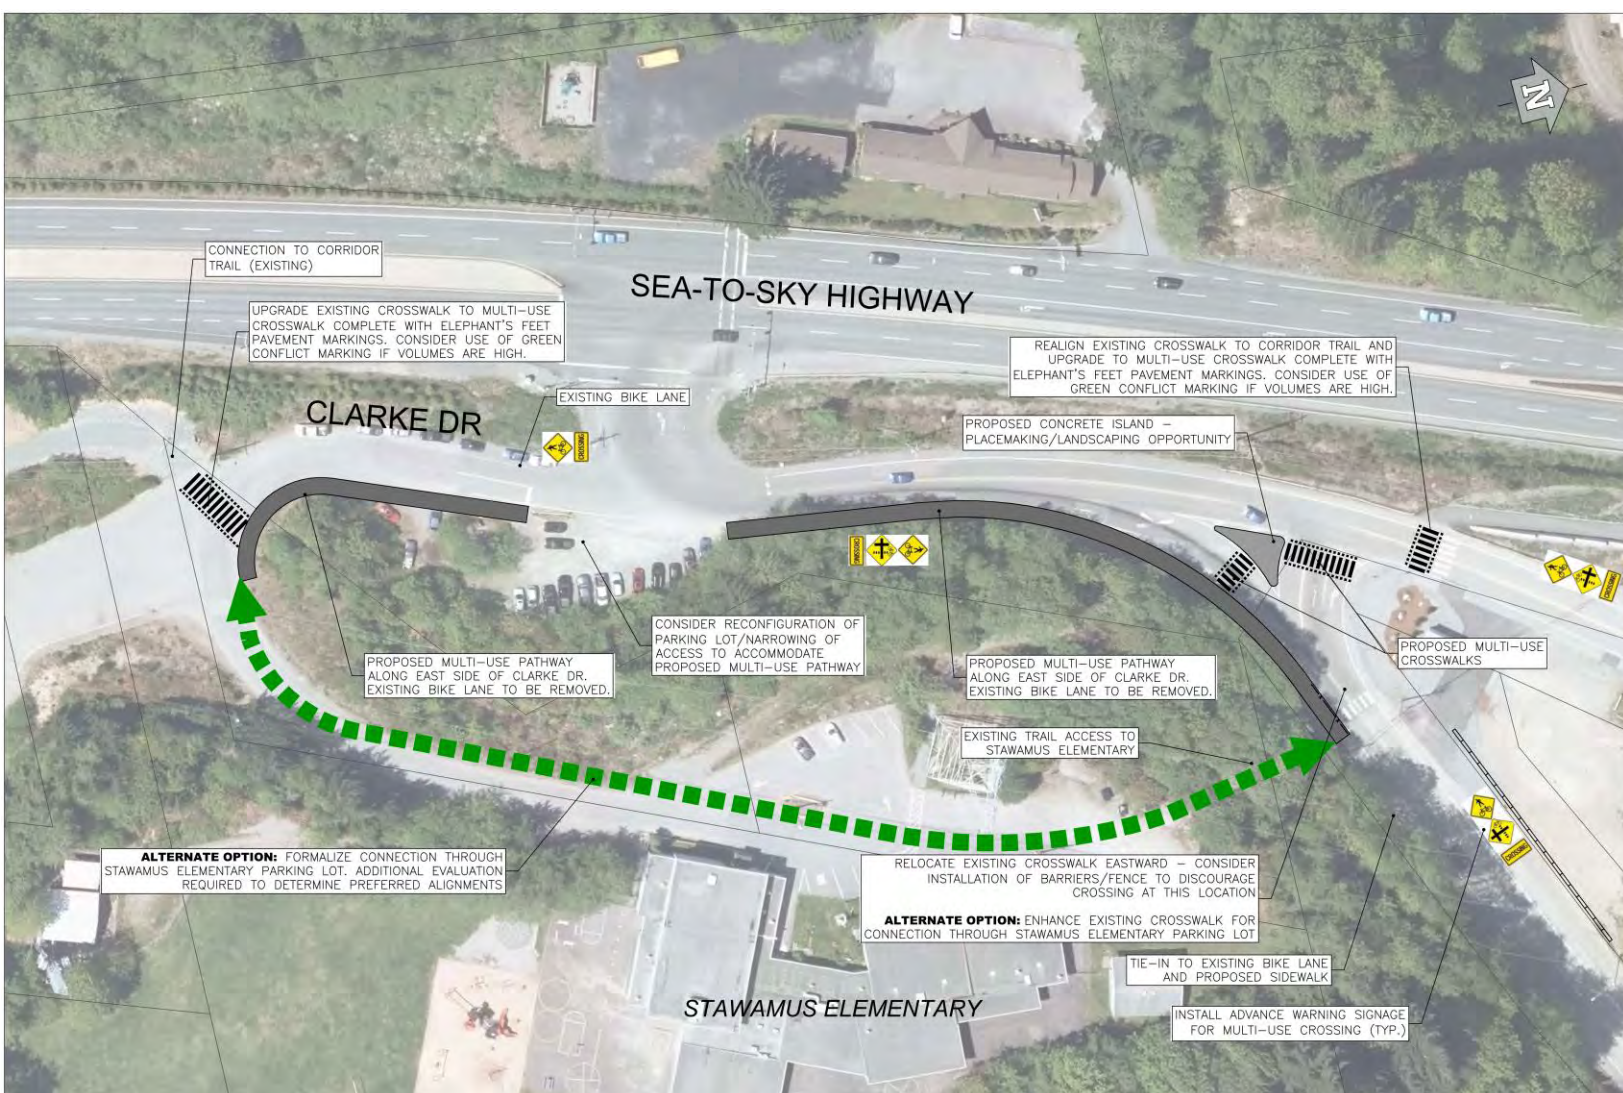 N
CONNECTION TO CORRIDOR
TRAIL (EXISTING)
SEA-TO-SKY HIGHWAY
UPGRADE EXISTING CROSSWALK TO MULTI-USE
CROSSWALK COMPLETE WITH ELEPHANT'S FEET
PAVEMENT MARKINGS. CONSIDER USE OF GREEN
CONFLICT MARKING IF VOLUMES ARE HIGH.
REALIGN EXISTING CROSSWALK TO CORRIDOR TRAIL AND
UPGRADE TO MULTI-USE CROSSWALK COMPLETE WITH
ELEPHANT'S FEET PAVEMENT MARKINGS. CONSIDER USE OF
GREEN CONFLICT MARKING IF VOLUMES ARE HIGH.
EXISTING BIKE LANE
CLARKE DR
PROPOSED CONCRETE ISLAND –
PLACEMAKING/LANDSCAPING OPPORTUNITY
CROSSING
CROSSING
CROSSING
CONSIDER RECONFIGURATION OF
PARKING LOT/NARROWING OF
ACCESS TO ACCOMMODATE
PROPOSED MULTI-USE PATHWAY
PROPOSED MULTI-USE
CROSSWALKS
PROPOSED MULTI-USE PATHWAY
ALONG EAST SIDE OF CLARKE DR.
EXISTING BIKE LANE TO BE REMOVED.
PROPOSED MULTI-USE PATHWAY
ALONG EAST SIDE OF CLARKE DR.
EXISTING BIKE LANE TO BE REMOVED.
EXISTING TRAIL ACCESS TO
STAWAMUS ELEMENTARY
CROSSING
ALTERNATE OPTION: FORMALIZE CONNECTION THROUGH
STAWAMUS ELEMENTARY PARKING LOT. ADDITIONAL EVALUATION
REQUIRED TO DETERMINE PREFERRED ALIGNMENTS
RELOCATE EXISTING CROSSWALK EASTWARD – CONSIDER
INSTALLATION OF BARRIERS/FENCE TO DISCOURAGE
CROSSING AT THIS LOCATION
ALTERNATE OPTION: ENHANCE EXISTING CROSSWALK FOR
CONNECTION THROUGH STAWAMUS ELEMENTARY PARKING LOT
TIE-IN TO EXISTING BIKE LANE
AND PROPOSED SIDEWALK
STAWAMUS ELEMENTARY
INSTALL ADVANCE WARNING SIGNAGE
FOR MULTI-USE CROSSING (TYP.)